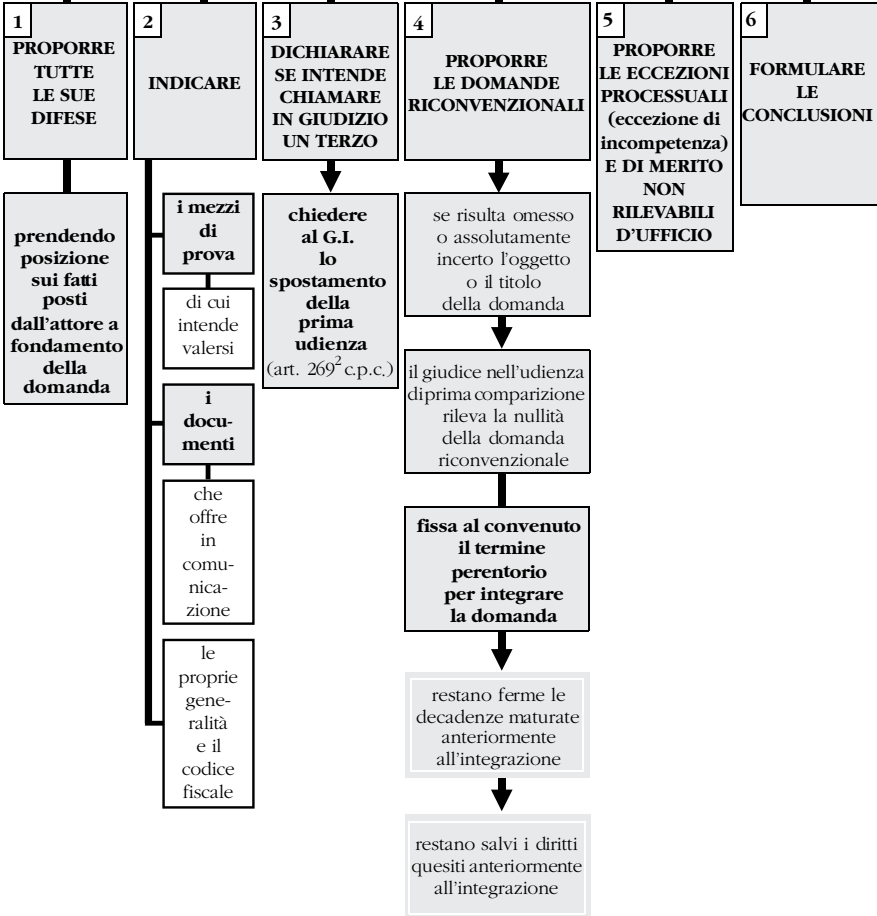 1
PROPORRE
TUTTE
LE SUE
DIFESE
prendendo
posizione
sui fatti
posti
dall'attore a
fondamento
della
domanda
2
INDICARE
i mezzi
di
prova
di cui
intende
valersi
i
docu-
menti
che
offre
in
comu-
nica-
zione
le
proprie
gene-
ralità
e il
codice
fiscale
3
DICHIARARE
SE INTENDE
CHIAMARE
IN GIUDIZIO
UN TERZO
chiedere
al G.I.
lo
spostamento
della
prima
udienza
(art. 269² c.p.c.)
4
PROPORRE
LE DOMANDE
RICONVENZIONALI
se risulta omesso
o assolutamente
incerto l'oggetto
o il titolo
della domanda
il giudice nell'udienza
diprima comparizione
rileva la nullità
della domanda
riconvenzionale
fissa al convenuto
il termine
perentorio
per integrare
la domanda
restano ferme le
decadenze maturate
anteriormente
all'integrazione
restano salvi i diritti
quesiti anteriormente
all'integrazione
5
PROPORRE
LE ECCEZIONI
PROCESSUALI
(eccezione di
incompetenza)
E DI MERITO
NON
RILEVABILI
D'UFFICIO
6
FORMULARE
LE
CONCLUSIONI